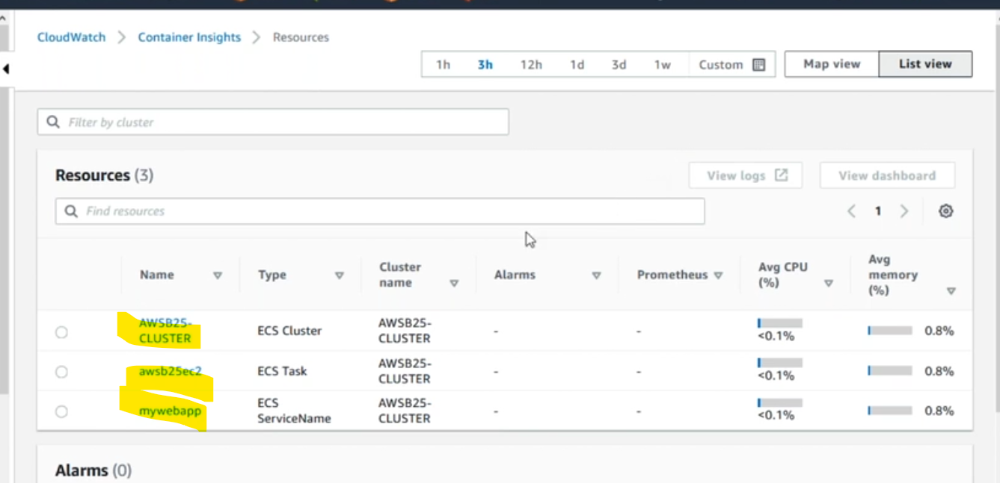 CloudWatch > Container Insights > Resources
1h 3h 12h 1d 3d 1w Custom Map view List view
Filter by cluster
Resources (3) View logs View dashboard
Find resources
< 1 >
Name Type Cluster name Alarms Prometheus Avg CPU (%) Avg memory (%)
AWSB25-CLUSTER ECS Cluster AWSB25-CLUSTER - - <0.1% 0.8%
awsb25ec2 ECS Task AWSB25-CLUSTER - - <0.1% 0.8%
mywebapp ECS ServiceName AWSB25-CLUSTER - - <0.1% 0.8%
Alarms (0)